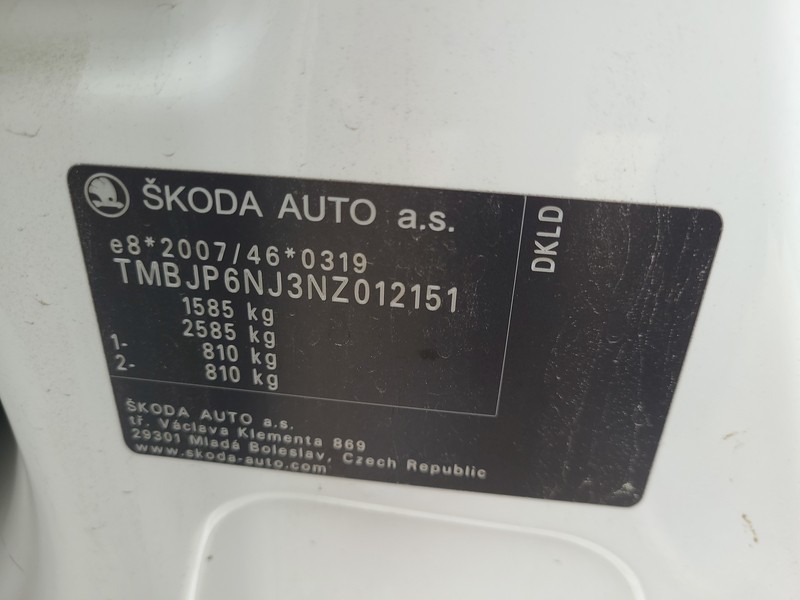 ŠKODA AUTO a.s.
DKLD
e8*2007/46*0319
TMBJP6NJ3NZ012151
1585 kg
2585 kg
1- 810 kg
2- 810 kg
ŠKODA AUTO a.s.
tř. Václava Klementa 869
29301 Mladá Boleslav, Czech Republic
www.skoda-auto.com